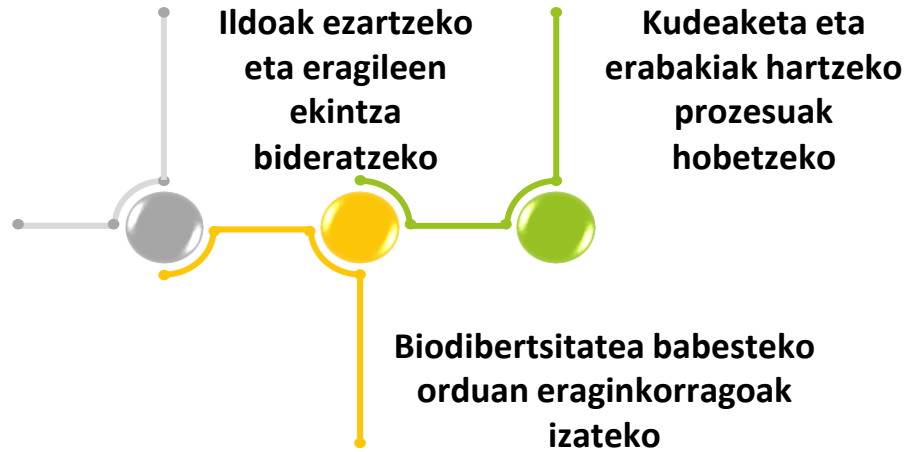 Ildoak ezartzeko
eta eragileen
ekintza
bideratzeko
Kudeaketa eta
erabakiak hartzeko
prozesuak
hobetzeko
Biodibertsitatea babesteko
orduan eraginkorragoak
izateko